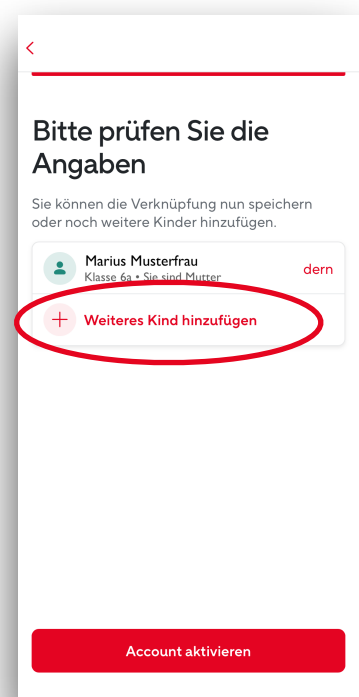 Bitte prüfen Sie die
Angaben
Sie können die Verknüpfung nun speichern
oder noch weitere Kinder hinzufügen.
Marius Musterfrau
dern
Klasse 6a • Sie sind Mutter
Weiteres Kind hinzufügen
Account aktivieren